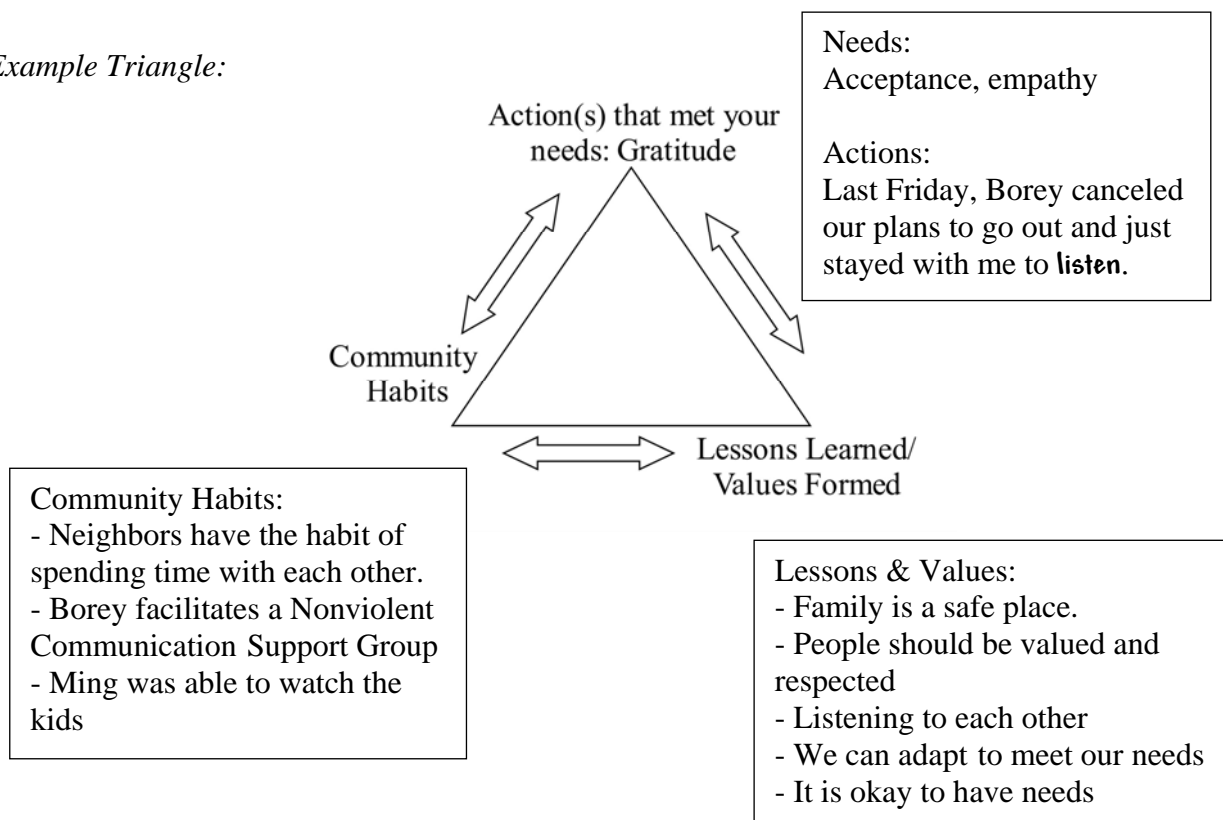 Example Triangle:
Action(s) that met your
needs: Gratitude
Needs:
Acceptance, empathy
Actions:
Last Friday, Borey canceled
our plans to go out and just
stayed with me to listen.
Community
Habits
Lessons Learned/
Values Formed
Community Habits:
- Neighbors have the habit of
spending time with each other.
- Borey facilitates a Nonviolent
Communication Support Group
- Ming was able to watch the
kids
Lessons & Values:
- Family is a safe place.
- People should be valued and
respected
- Listening to each other
- We can adapt to meet our needs
- It is okay to have needs